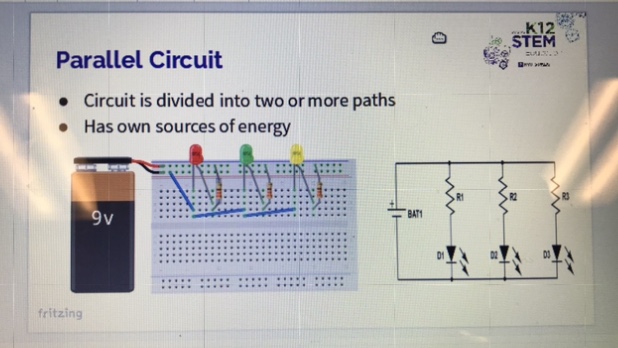 K12
STEM
Parallel Circuit
Circuit is divided into two or more paths
Has own sources of energy
9v
BAT1
R1
R2
R3
D1
D2
D3
fritzing